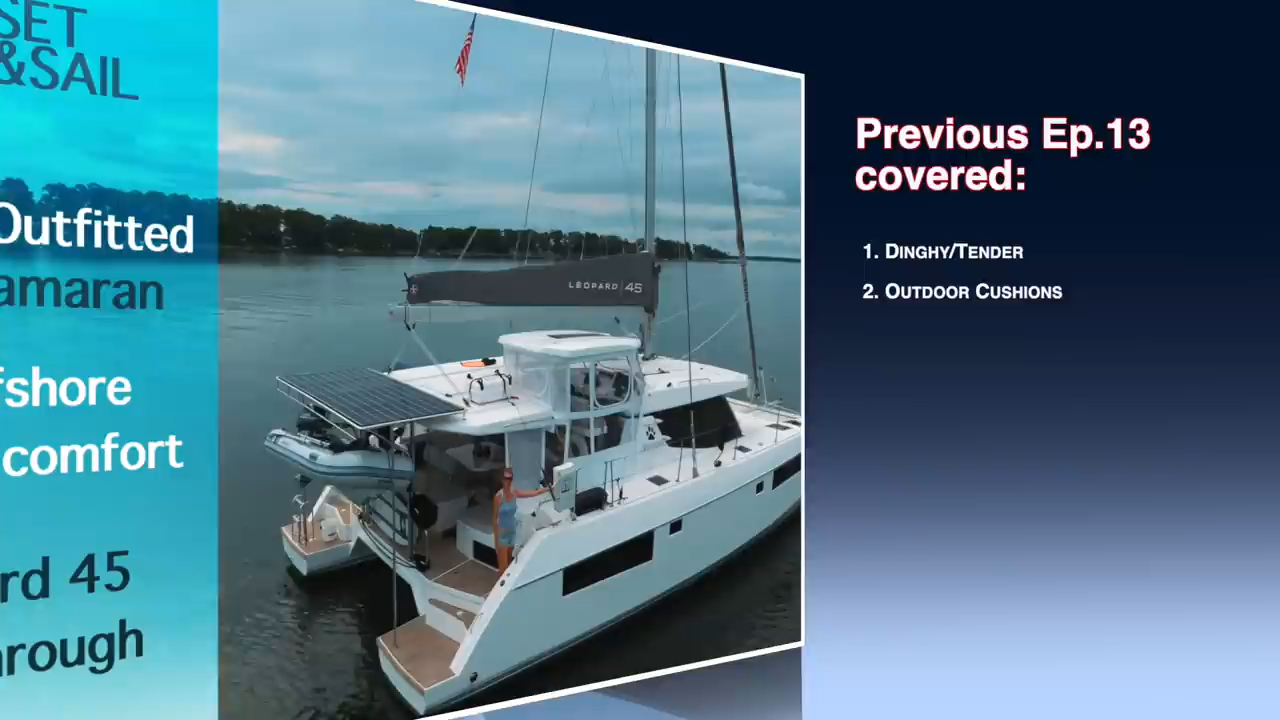 SET
&SAIL
Outfitted
amaran
fshore
comfort
rd 45
rough
LEOPARD 45
Previous Ep.13
covered:
1. Dinghy/Tender
2. Outdoor Cushions